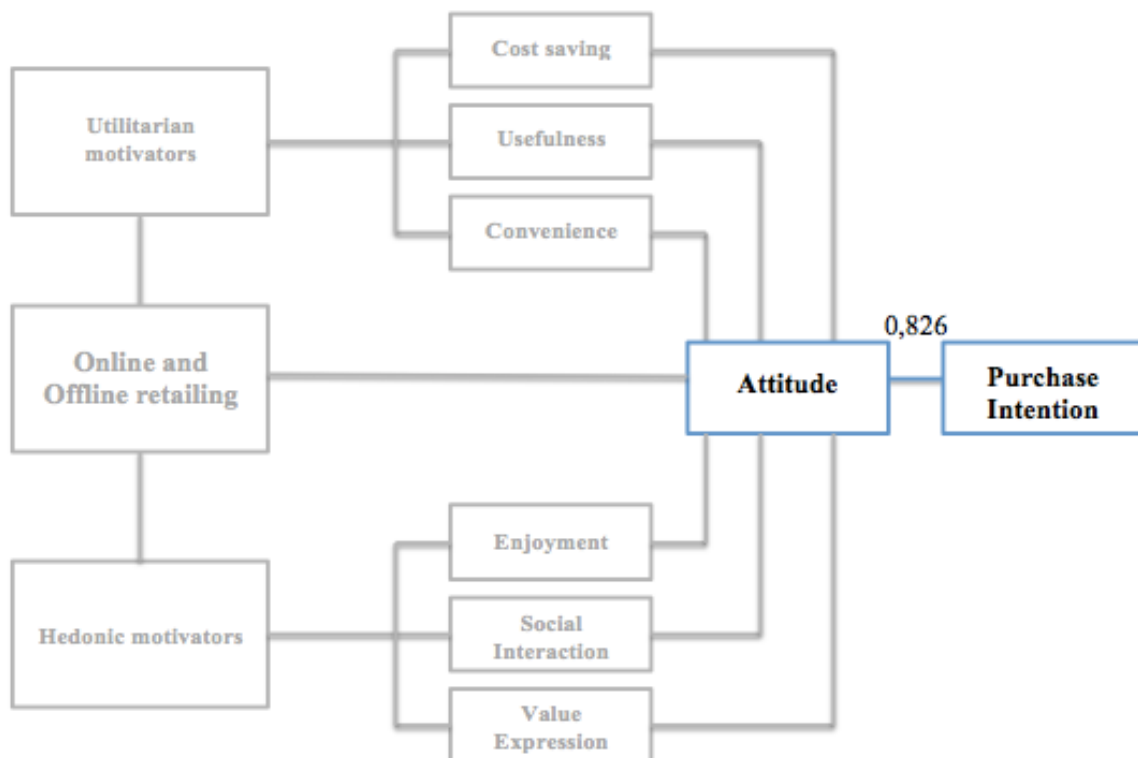 Cost saving
Utilitarian
motivators
Usefulness
Convenience
0,826
Online and
Offline retailing
Attitude
Purchase
Intention
Enjoyment
Hedonic motivators
Social
Interaction
Value
Expression